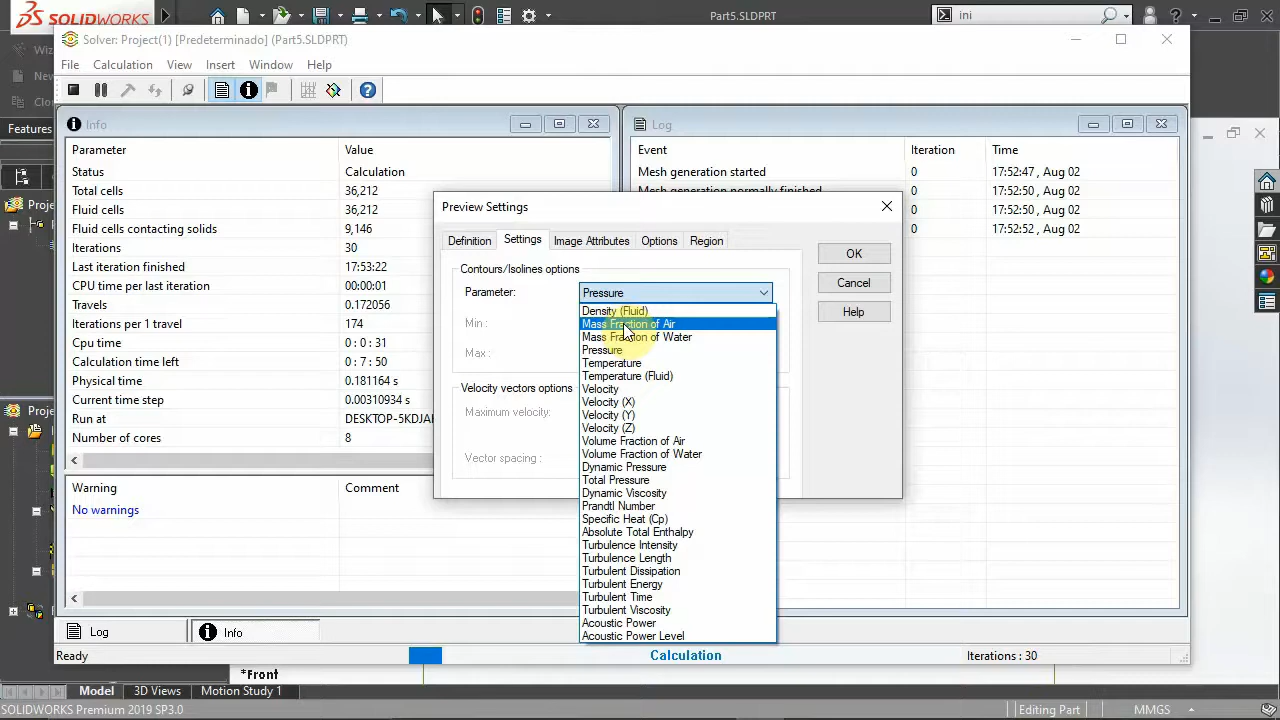 SOLIDWORKS
Part5.SLDPRT
ini
Solver: Project(1) [Predeterminado] (Part5.SLDPRT)
File Calculation View Insert Window Help
Features
Info
Parameter Value
Status Calculation
Total cells 36,212
Fluid cells 36,212
Fluid cells contacting solids 9,146
Iterations 30
Last iteration finished 17:53:22
CPU time per last iteration 00:00:01
Travels 0.172056
Iterations per 1 travel 174
Cpu time 0 : 0 : 31
Calculation time left 0 : 7 : 50
Physical time 0.181164 s
Current time step 0.00310934 s
Run at DESKTOP-5KDJA
Number of cores 8
Warning Comment
No warnings
Log
Event Iteration Time
Mesh generation started 0 17:52:47 , Aug 02
Mesh generation normally finished 0 17:52:50 , Aug 02
0 17:52:50 , Aug 02
0 17:52:52 , Aug 02
Preview Settings
Definition Settings Image Attributes Options Region
Contours/Isolines options
Parameter: Pressure
Min :
Max :
Velocity vectors options
Maximum velocity:
Vector spacing :
OK
Cancel
Help
Density (Fluid)
Mass Fraction of Air
Mass Fraction of Water
Pressure
Temperature
Temperature (Fluid)
Velocity
Velocity (X)
Velocity (Y)
Velocity (Z)
Volume Fraction of Air
Volume Fraction of Water
Dynamic Pressure
Total Pressure
Dynamic Viscosity
Prandtl Number
Specific Heat (Cp)
Absolute Total Enthalpy
Turbulence Intensity
Turbulence Length
Turbulent Dissipation
Turbulent Energy
Turbulent Time
Turbulent Viscosity
Acoustic Power
Acoustic Power Level
Log Info
Ready Calculation Iterations : 30
*Front
Model 3D Views Motion Study 1
SOLIDWORKS Premium 2019 SP3.0 Editing Part MMGS